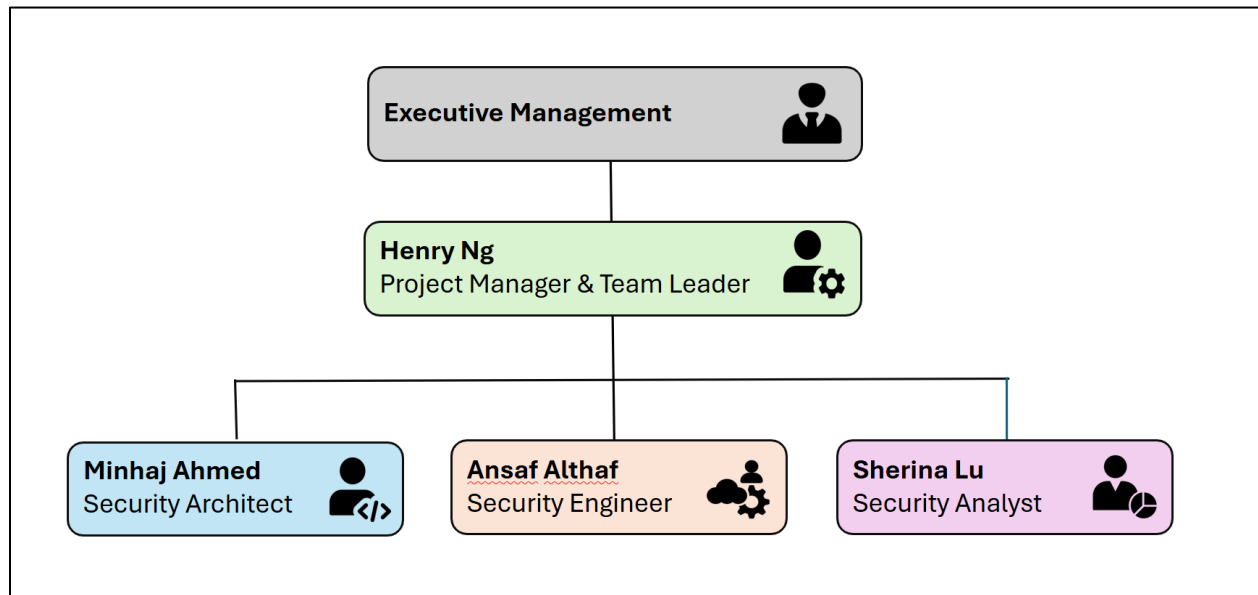 Executive Management
Henry Ng
Project Manager & Team Leader
Minhaj Ahmed
Security Architect
Ansaf Althaf
Security Engineer
Sherina Lu
Security Analyst